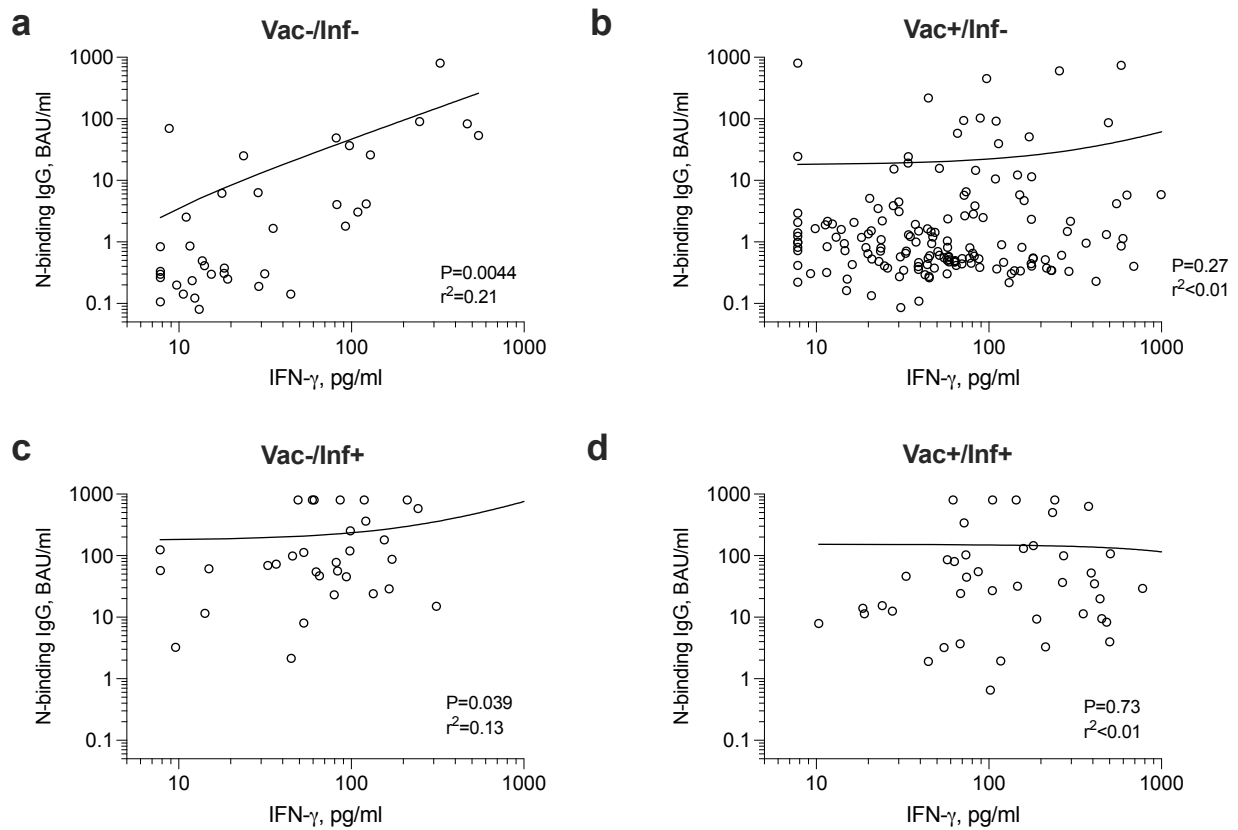 a
Vac-/Inf-
1000
100
10
1
0.1
N-binding IgG, BAU/ml
P=0.0044
r²=0.21
10 100 1000
IFN-γ, pg/ml
b
Vac+/Inf-
1000
100
10
1
0.1
N-binding IgG, BAU/ml
P=0.27
r²<0.01
10 100 1000
IFN-γ, pg/ml
c
Vac-/Inf+
1000
100
10
1
0.1
N-binding IgG, BAU/ml
P=0.039
r²=0.13
10 100 1000
IFN-γ, pg/ml
d
Vac+/Inf+
1000
100
10
1
0.1
N-binding IgG, BAU/ml
P=0.73
r²<0.01
10 100 1000
IFN-γ, pg/ml